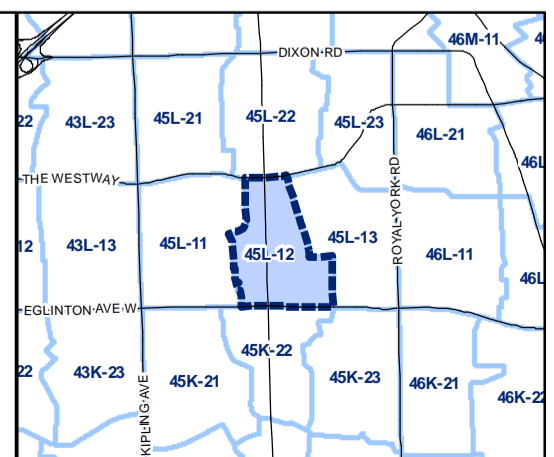 46M-11
4
DIXON RD
22
43L-23
45L-21
45L-22
45L-23
46L-21
46L
THE WESTWAY
ROYAL YORK RD
12
43L-13
45L-11
45L-12
45L-13
46L-11
46L
EGLINTON AVE W
45K-22
22
43K-23
45K-21
45K-23
46K-21
46K-22
KIPLING AVE